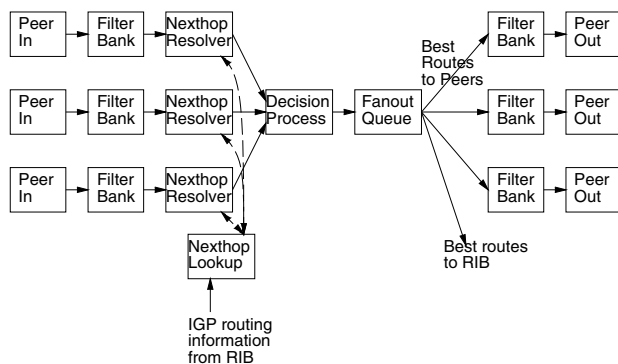 Peer
In
Filter
Bank
Nexthop
Resolver
Peer
In
Filter
Bank
Nexthop
Resolver
Peer
In
Filter
Bank
Nexthop
Resolver
Nexthop
Lookup
IGP routing
information
from RIB
Decision
Process
Fanout
Queue
Best
Routes
to Peers
Filter
Bank
Peer
Out
Filter
Bank
Peer
Out
Filter
Bank
Peer
Out
Best routes
to RIB